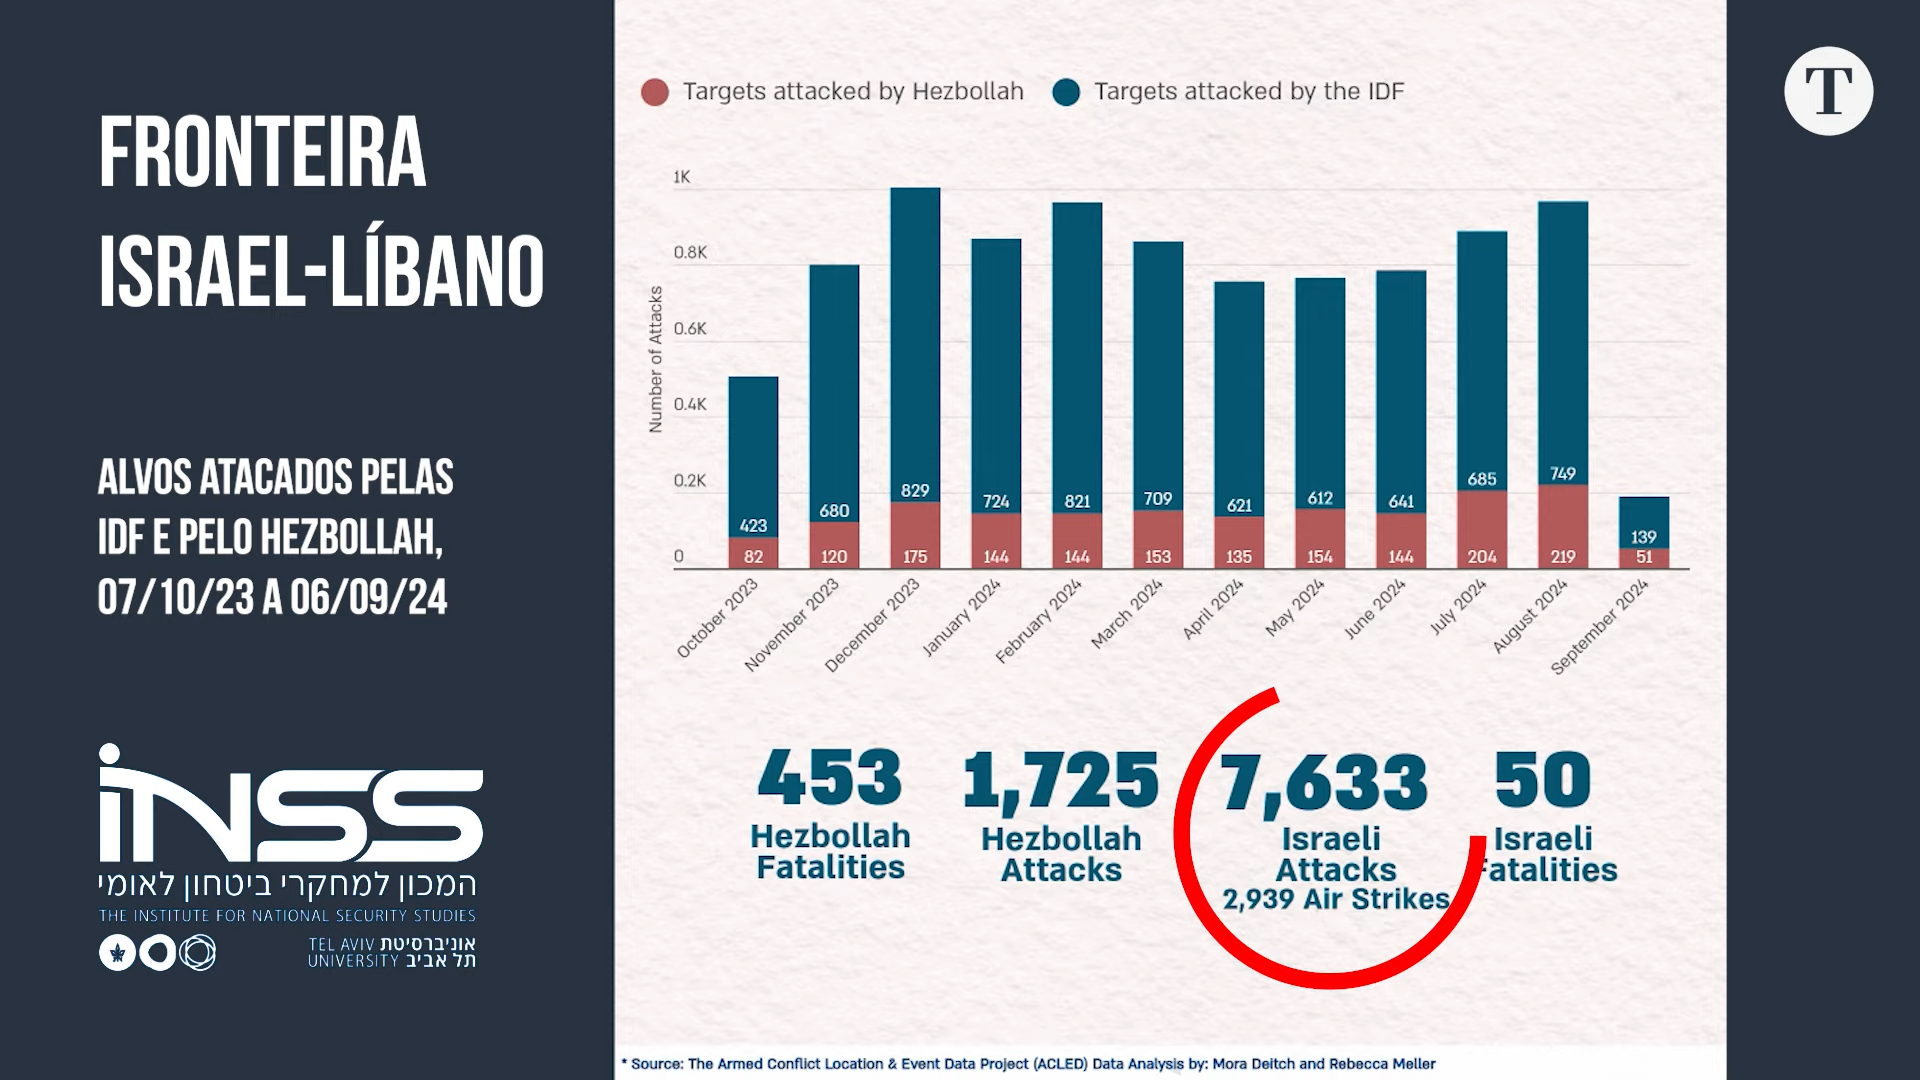 FRONTEIRA
ISRAEL-LÍBANO
ALVOS ATACADOS PELAS
IDF E PELO HEZBOLLAH,
07/10/23 A 06/09/24
iNSS
המכון למחקרי ביטחון לאומי
THE INSTITUTE FOR NATIONAL SECURITY STUDIES
TEL AVIV אוניברסיטת
UNIVERSITY תל אביב
Targets attacked by Hezbollah
Targets attacked by the IDF
T
Number of Attacks
1K
0.8K
0.6K
0.4K
0.2K
0
423
82
680
120
829
175
724
144
821
144
709
153
621
135
612
154
641
144
685
204
749
219
139
51
October 2023
November 2023
December 2023
January 2024
February 2024
March 2024
April 2024
May 2024
June 2024
July 2024
August 2024
September 2024
453
Hezbollah
Fatalities
1,725
Hezbollah
Attacks
7,633
Israeli
Attacks
2,939 Air Strikes
50
Israeli
Fatalities
* Source: The Armed Conflict Location & Event Data Project (ACLED) Data Analysis by: Mora Deitch and Rebecca Meller